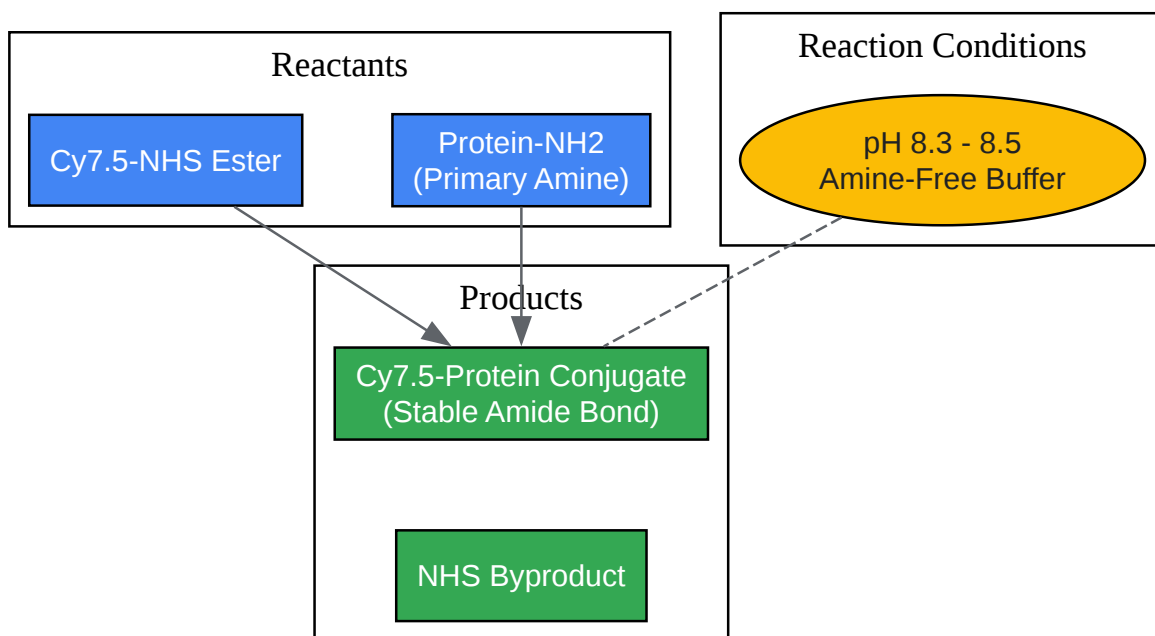 Reactants
Cy7.5-NHS Ester
Protein-NH2
(Primary Amine)
Reaction Conditions
pH 8.3 - 8.5
Amine-Free Buffer
Products
Cy7.5-Protein Conjugate
(Stable Amide Bond)
NHS Byproduct